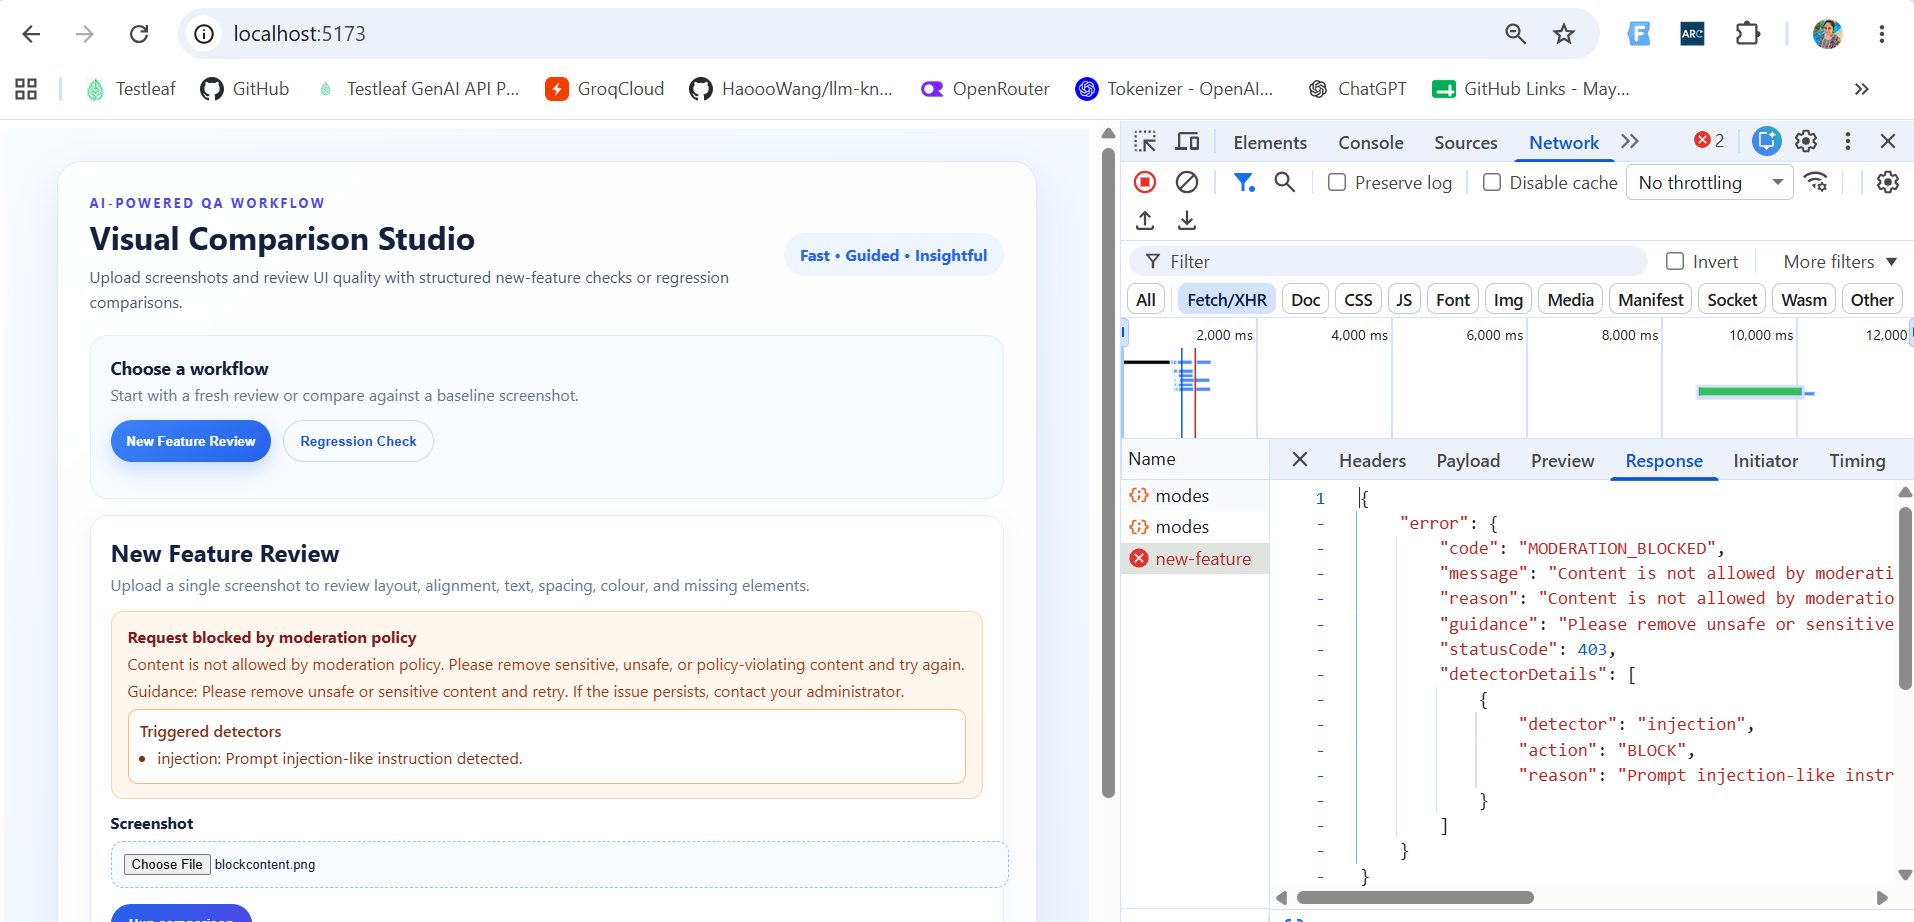 localhost:5173
Testleaf
GitHub
Testleaf GenAI API P...
GroqCloud
HaoooWang/llm-kn...
OpenRouter
Tokenizer - OpenAI...
ChatGPT
GitHub Links - May...
AI-POWERED QA WORKFLOW
Visual Comparison Studio
Upload screenshots and review UI quality with structured new-feature checks or regression
comparisons.
Fast • Guided • Insightful
Choose a workflow
Start with a fresh review or compare against a baseline screenshot.
New Feature Review
Regression Check
New Feature Review
Upload a single screenshot to review layout, alignment, text, spacing, colour, and missing elements.
Request blocked by moderation policy
Content is not allowed by moderation policy. Please remove sensitive, unsafe, or policy-violating content and try again.
Guidance: Please remove unsafe or sensitive content and retry. If the issue persists, contact your administrator.
Triggered detectors
• injection: Prompt injection-like instruction detected.
Screenshot
Choose File blockcontent.png
Run comparison
Elements
Console
Sources
Network
2
Preserve log
Disable cache
No throttling
Filter
Invert
More filters
All
Fetch/XHR
Doc
CSS
JS
Font
Img
Media
Manifest
Socket
Wasm
Other
2,000 ms
4,000 ms
6,000 ms
8,000 ms
10,000 ms
12,000
Name
modes
modes
new-feature
Headers
Payload
Preview
Response
Initiator
Timing
1 {
- "error": {
- "code": "MODERATION_BLOCKED",
- "message": "Content is not allowed by moderati
- "reason": "Content is not allowed by moderatio
- "guidance": "Please remove unsafe or sensitive
- "statusCode": 403,
- "detectorDetails": [
- {
- "detector": "injection",
- "action": "BLOCK",
- "reason": "Prompt injection-like instr
- }
- ]
- }
- }